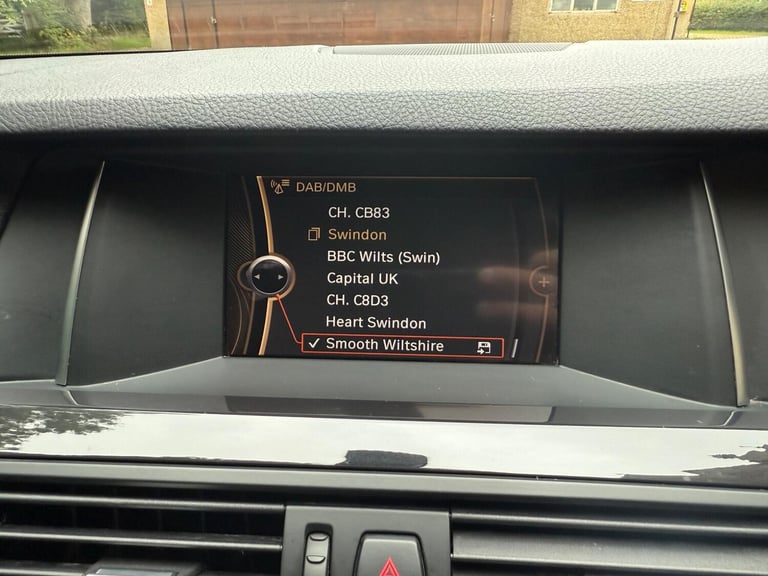 DAB/DMB
CH. CB83
Swindon
BBC Wilts (Swin)
Capital UK
CH. C8D3
Heart Swindon
Smooth Wiltshire